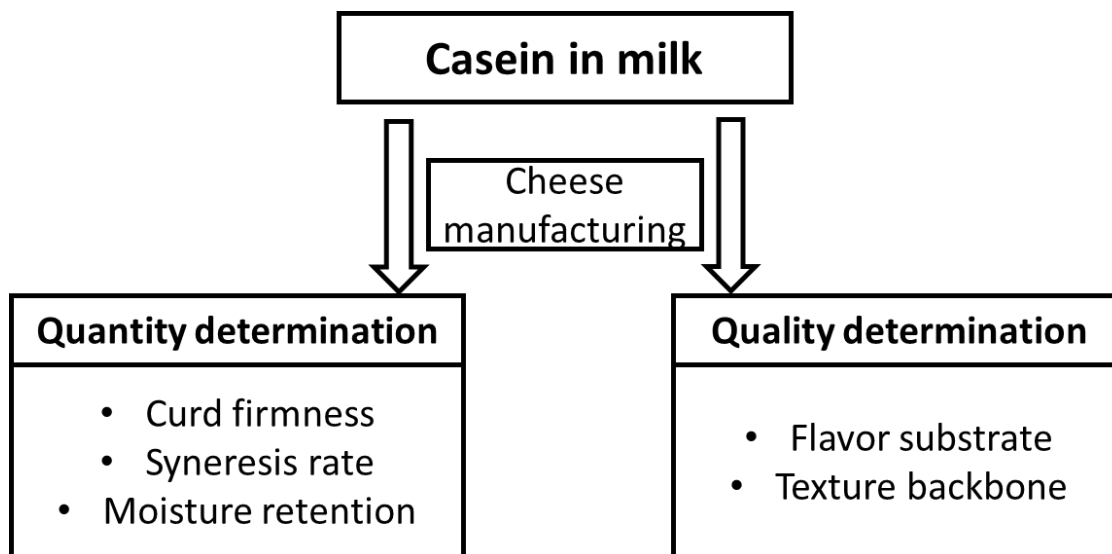 Casein in milk
Cheese
manufacturing
Quantity determination
• Curd firmness
• Syneresis rate
• Moisture retention
Quality determination
• Flavor substrate
• Texture backbone